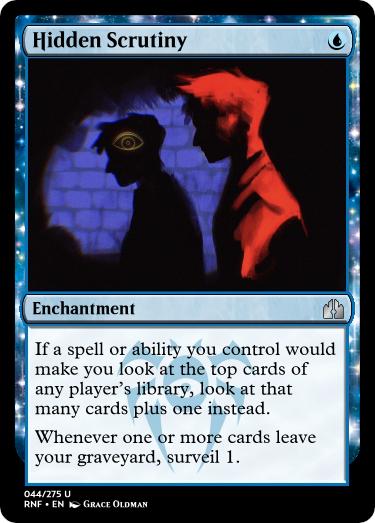 Hidden Scrutiny
Enchantment
If a spell or ability you control would
make you look at the top cards of
any player's library, look at that
many cards plus one instead.
Whenever one or more cards leave
your graveyard, surveil 1.
044/275 U
RNF • EN Grace Oldman